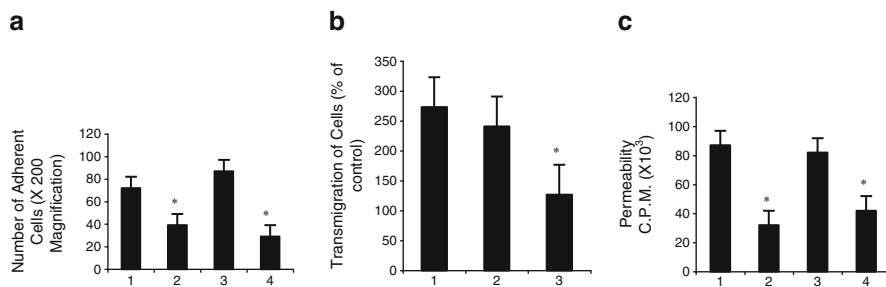 a
Number of Adherent
Cells (X 200
Magnification)
120
100
80
60
40
20
0
*
*
1 2 3 4
b
Transmigration of Cells (% of
control)
350
300
250
200
150
100
50
0
*
1 2 3
c
Permeability
C.P.M. (X10³)
120
100
80
60
40
20
0
*
*
1 2 3 4